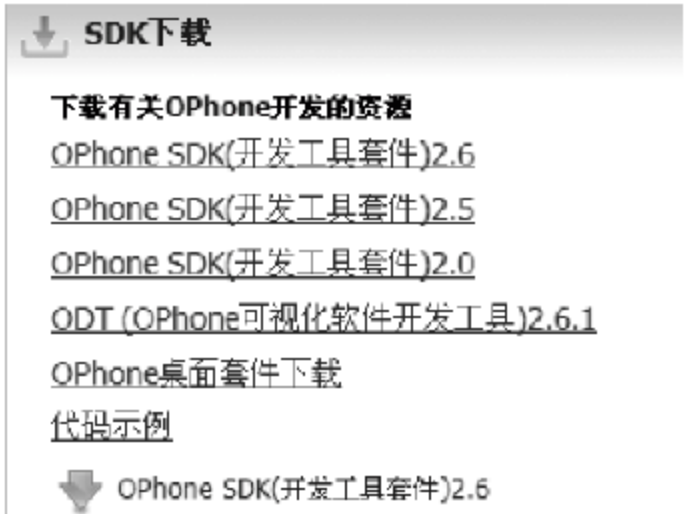 SDK下载
下载有关OPhone开发的资源
OPhone SDK(开发工具套件)2.6
OPhone SDK(开发工具套件)2.5
OPhone SDK(开发工具套件)2.0
ODT (OPhone可视化软件开发工具)2.6.1
OPhone桌面套件下载
代码示例
OPhone SDK(开发工具套件)2.6